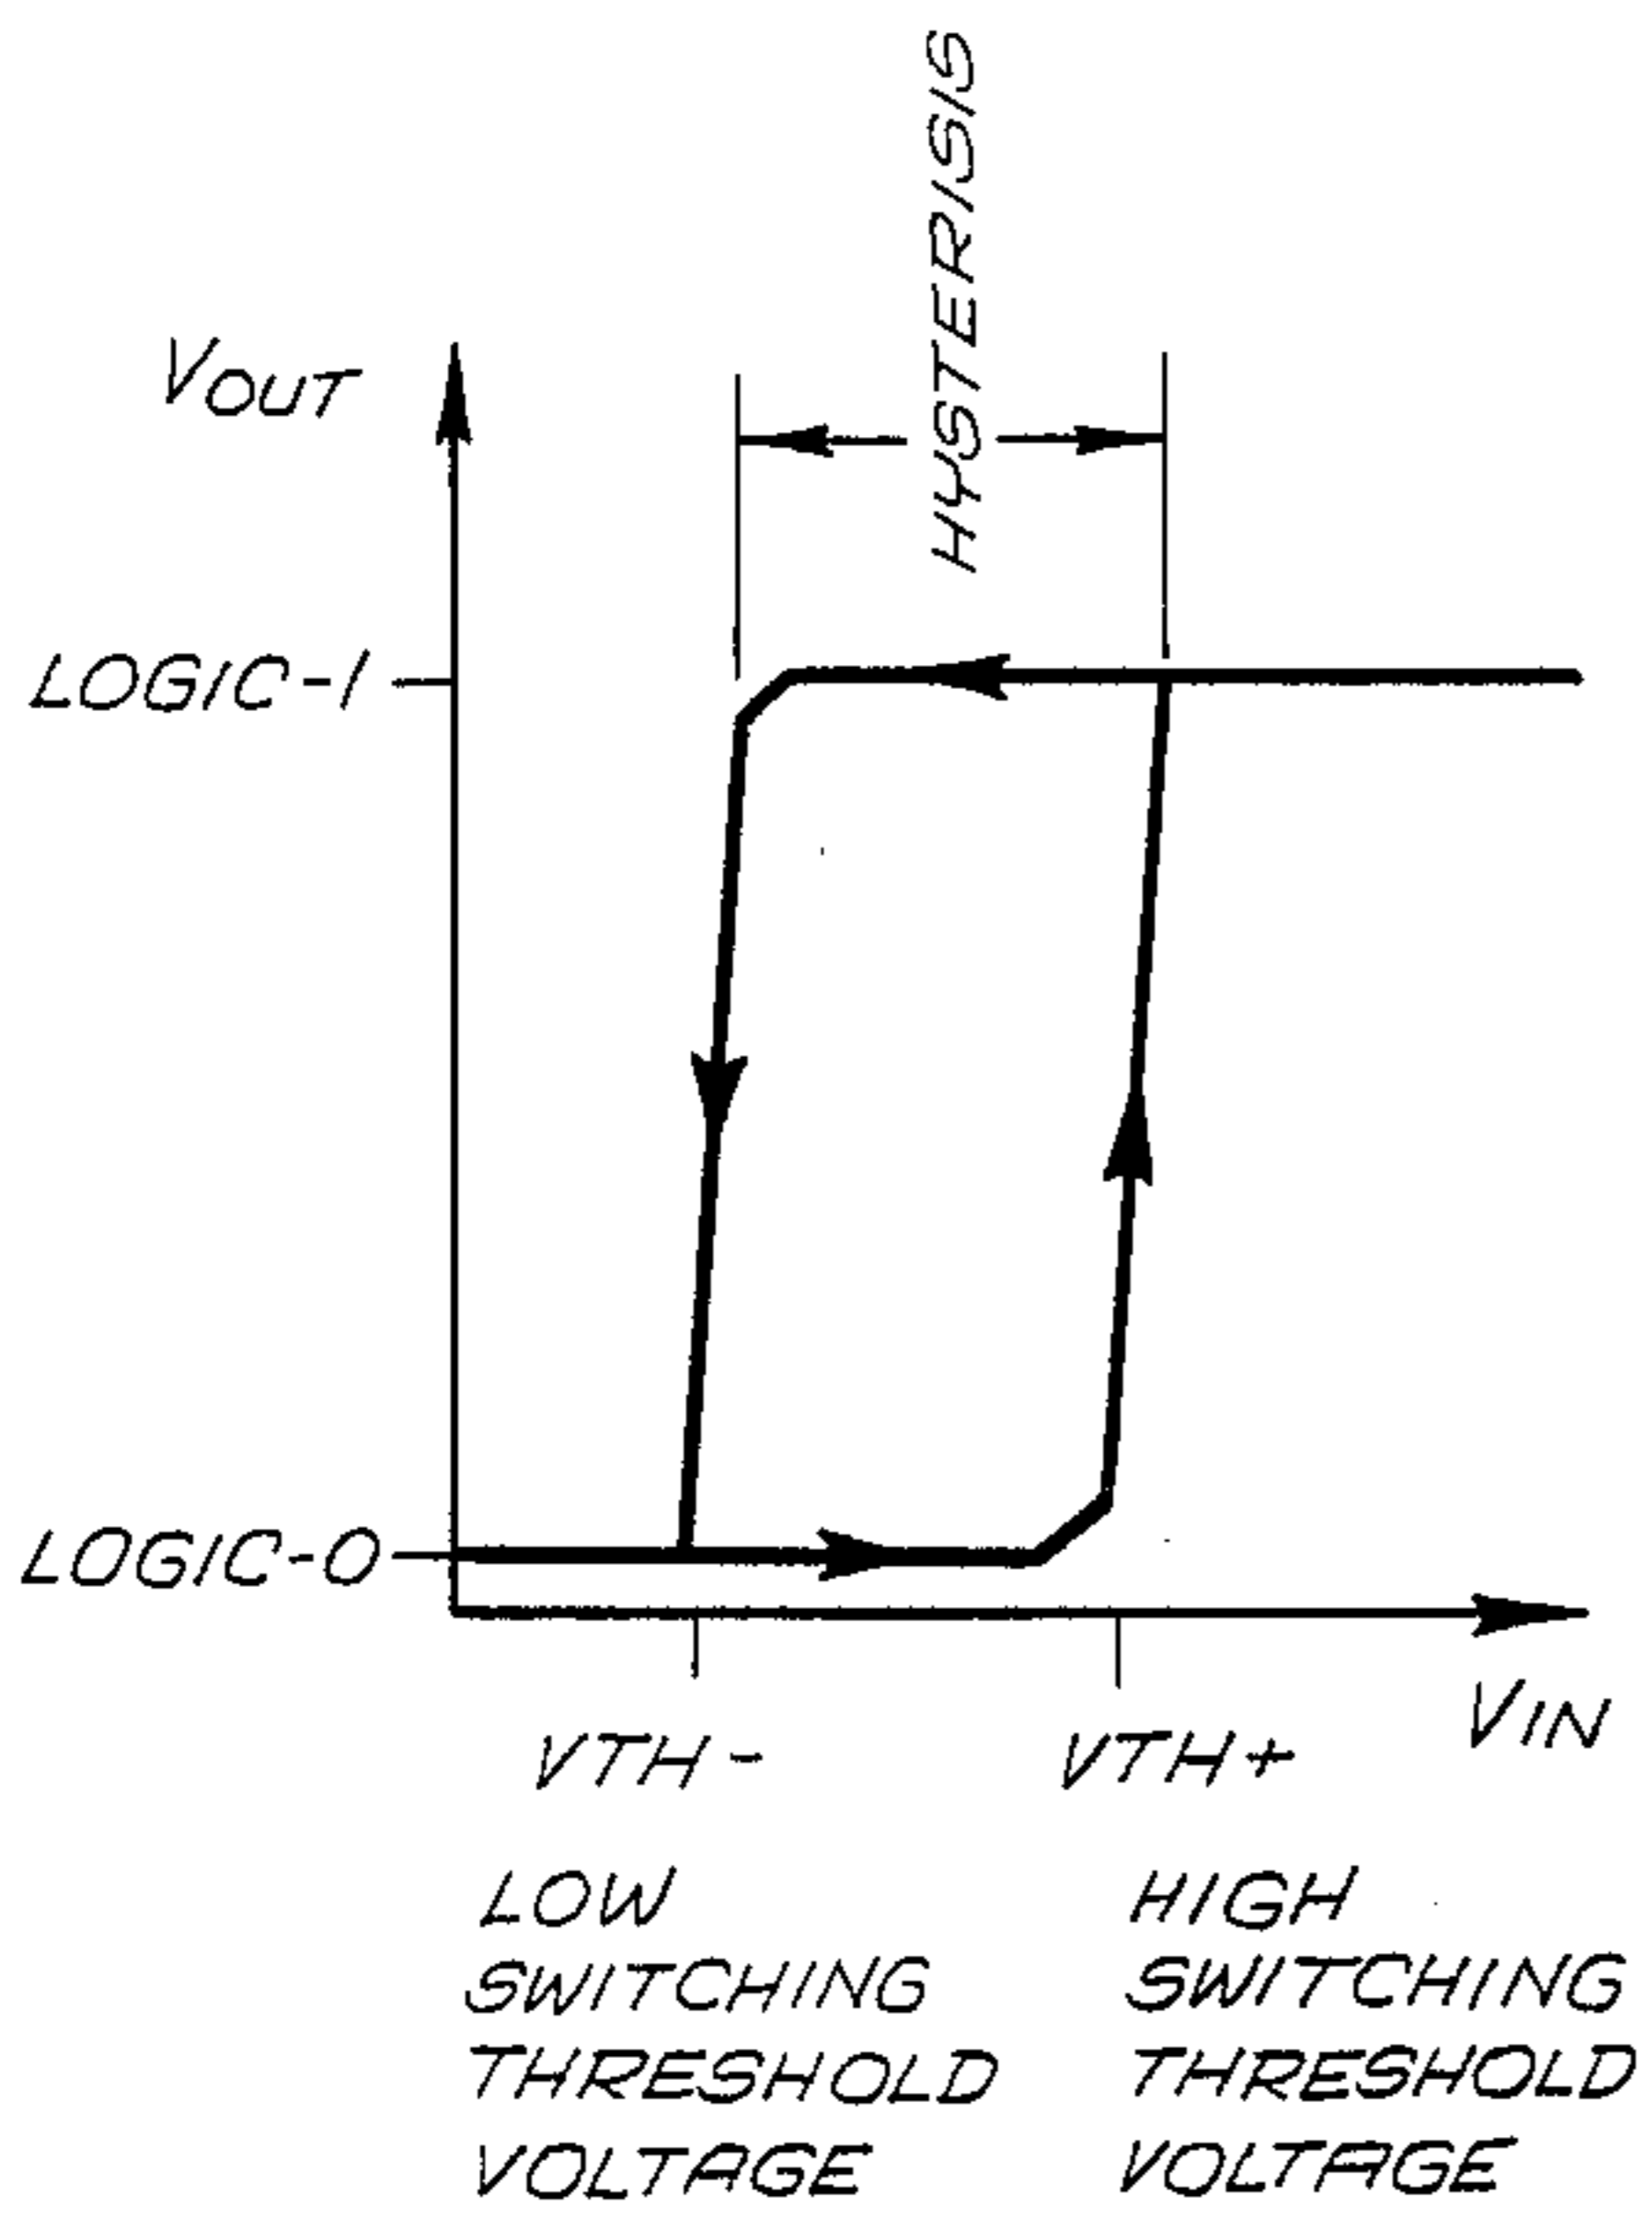 HYSTERISIS
VOUT
LOGIC-1
LOGIC-0
VIN
VTH-
VTH+
LOW
SWITCHING
THRESHOLD
VOLTAGE
HIGH
SWITCHING
THRESHOLD
VOLTAGE